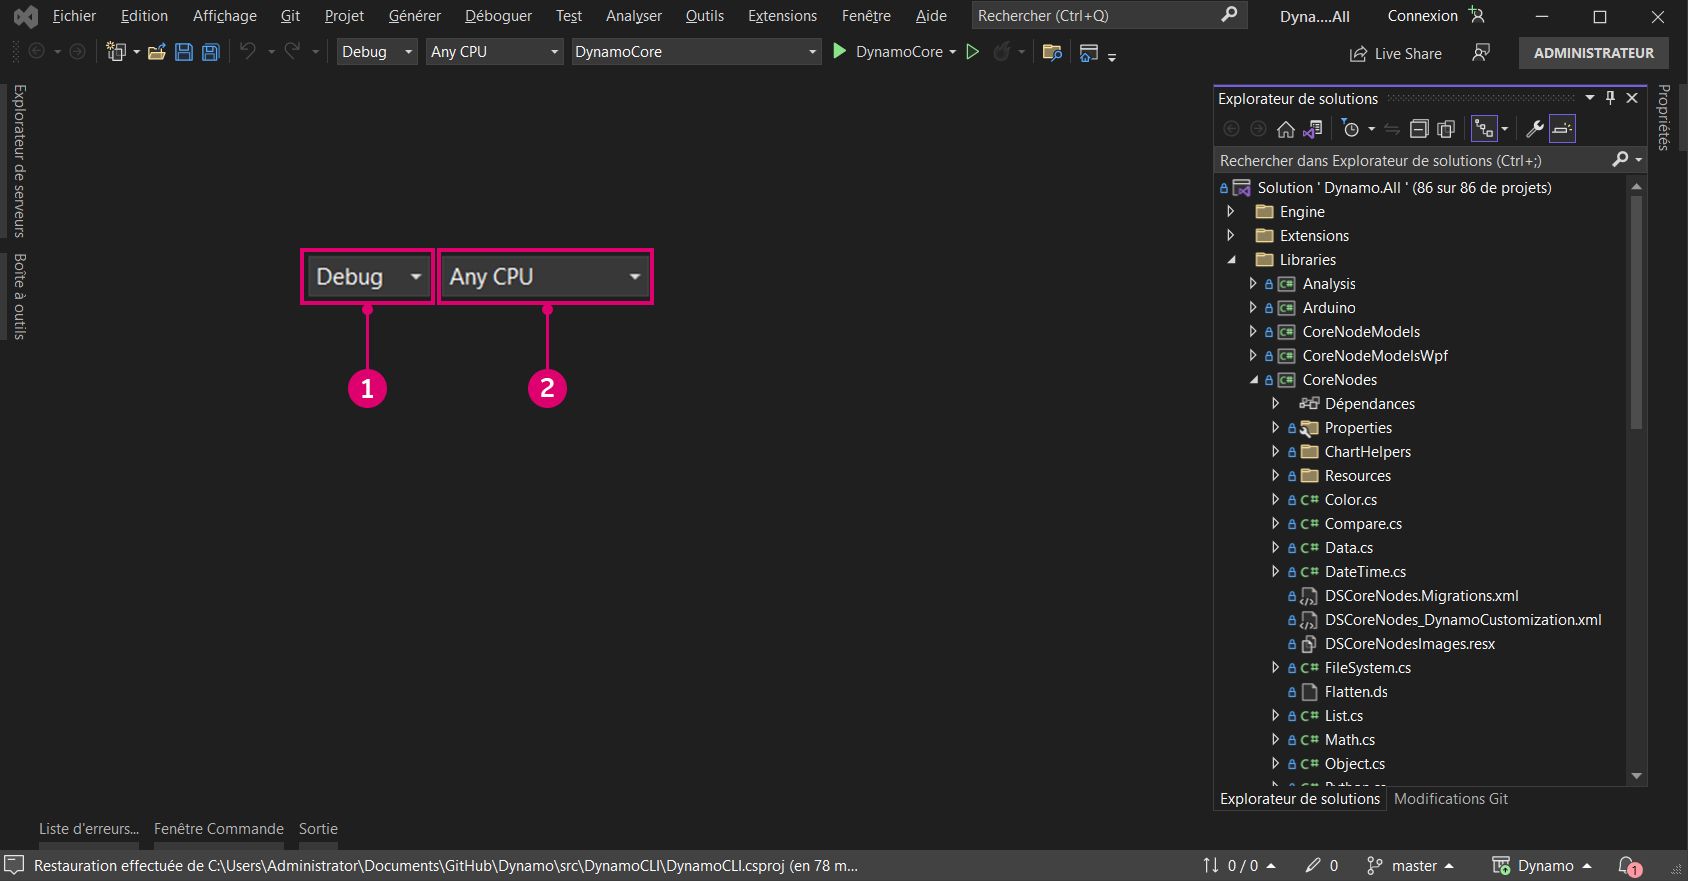 Fichier Edition Affichage Git Projet Générer Déboguer Test Analyser Outils Extensions Fenêtre Aide Rechercher (Ctrl+Q) Dyna....All Connexion
Debug Any CPU DynamoCore DynamoCore Live Share ADMINISTRATEUR
Explorateur de serveurs
Boîte à outils
Debug Any CPU
1 2
Explorateur de solutions
Propriétés
Rechercher dans Explorateur de solutions (Ctrl+;)
Solution ' Dynamo.All ' (86 sur 86 de projets)
Engine
Extensions
Libraries
C# Analysis
C# Arduino
C# CoreNodeModels
C# CoreNodeModelsWpf
C# CoreNodes
Dépendances
Properties
ChartHelpers
Resources
C# Color.cs
C# Compare.cs
C# Data.cs
C# DateTime.cs
DSCoreNodes.Migrations.xml
DSCoreNodes_DynamoCustomization.xml
DSCoreNodesImages.resx
C# FileSystem.cs
Flatten.ds
C# List.cs
C# Math.cs
C# Object.cs
Explorateur de solutions Modifications Git
Liste d'erreurs... Fenêtre Commande Sortie
Restauration effectuée de C:\Users\Administrator\Documents\GitHub\Dynamo\src\DynamoCLI\DynamoCLI.csproj (en 78 m... 0 / 0 0 master Dynamo 1